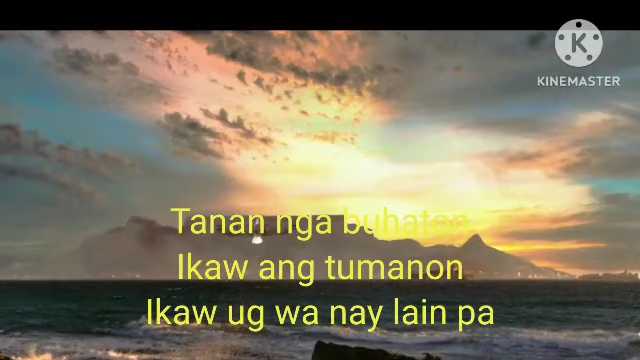 KINEMASTER
Tanan nga buhaton
Ikaw ang tumanon
Ikaw ug wa nay lain pa